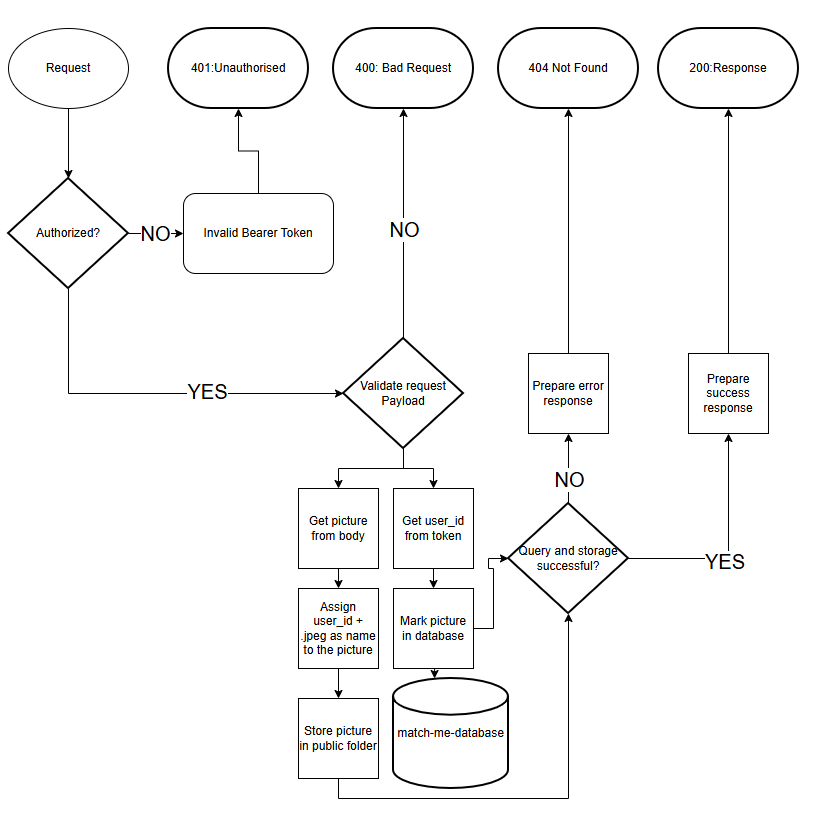 Request
401:Unauthorised
400: Bad Request
404 Not Found
200:Response
Authorized?
NO
Invalid Bearer Token
NO
YES
Validate request
Payload
Prepare error
response
Prepare
success
response
NO
YES
Get picture
from body
Get user_id
from token
Query and storage
successful?
Assign
user_id +
.jpeg as name
to the picture
Mark picture
in database
Store picture
in public folder
match-me-database